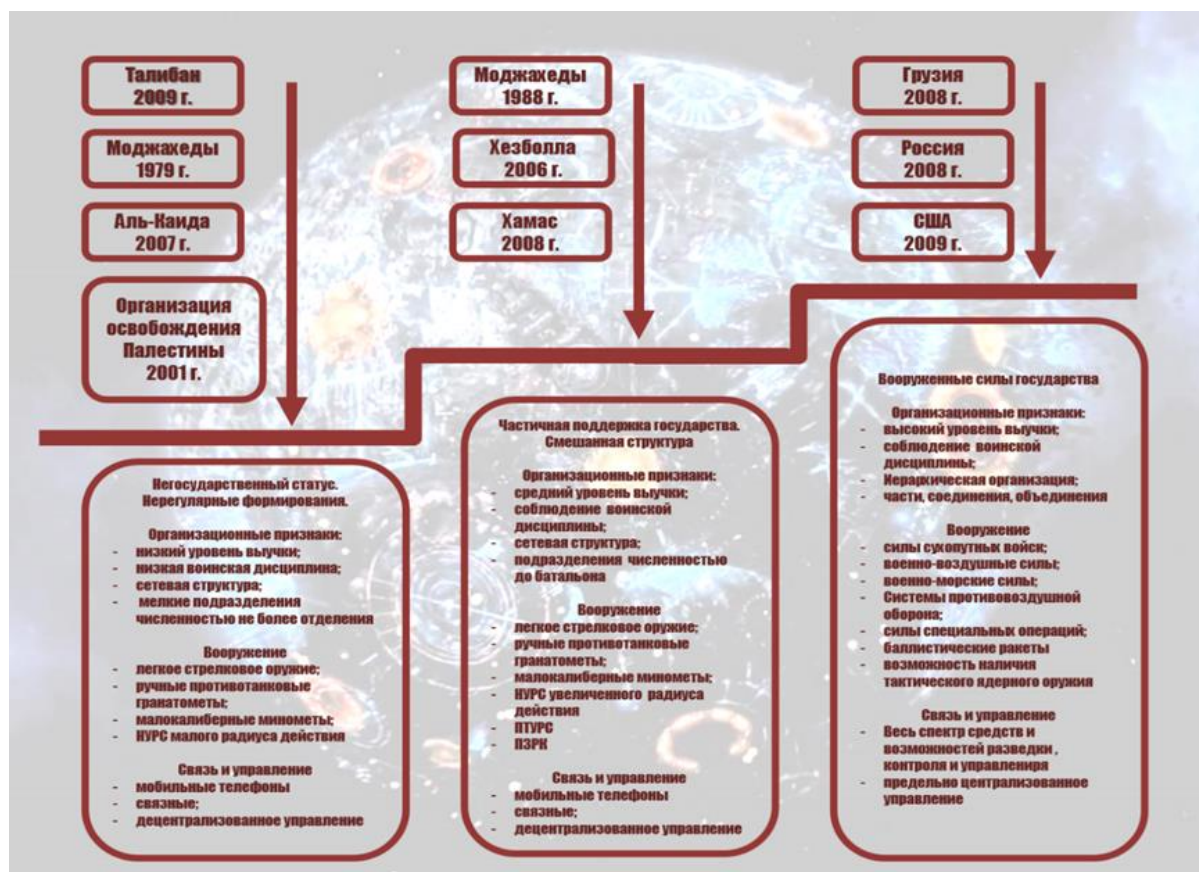 Талибан
2009 г.
Моджахеды
1979 г.
Аль-Каида
2007 г.
Организация
освобождения
Палестины
2001 г.
Моджахеды
1988 г.
Хезболла
2006 г.
Хамас
2008 г.
Грузия
2008 г.
Россия
2008 г.
США
2009 г.
Негосударственный статус.
Нерегулярные формирования.
Организационные признаки:
- низкий уровень выучки;
- низкая воинская дисциплина;
- сетевая структура;
- мелкие подразделения
численностью не более отделения
Вооружение
- легкое стрелковое оружие;
- ручные противотанковые
гранатометы;
- малокалиберные минометы;
- НУРС малого радиуса действия
Связь и управление
- мобильные телефоны
- связные;
- децентрализованное управление
Частичная поддержка государства.
Смешанная структура
Организационные признаки:
- средний уровень выучки;
- соблюдение воинской
дисциплины;
- сетевая структура;
- подразделения численностью
до батальона
Вооружение
- легкое стрелковое оружие;
- ручные противотанковые
гранатометы;
- малокалиберные минометы;
- НУРС увеличенного радиуса
действия
- ПТУРС
- ПЗРК
Связь и управление
- мобильные телефоны
- связные;
- децентрализованное управление
Вооруженные силы государства
Организационные признаки:
- высокий уровень выучки;
- соблюдение воинской
дисциплины;
- Иерархическая организация;
- части, соединения, объединения
Вооружение
- силы сухопутных войск;
- военно-воздушные силы;
- военно-морские силы;
- Системы противовоздушной
оборона;
- силы специальных операций;
- баллистические ракеты
- возможность наличия
тактического ядерного оружия
Связь и управление
- Весь спектр средств и
возможностей разведки ,
контроля и управлениря
- предельно централизованное
управление